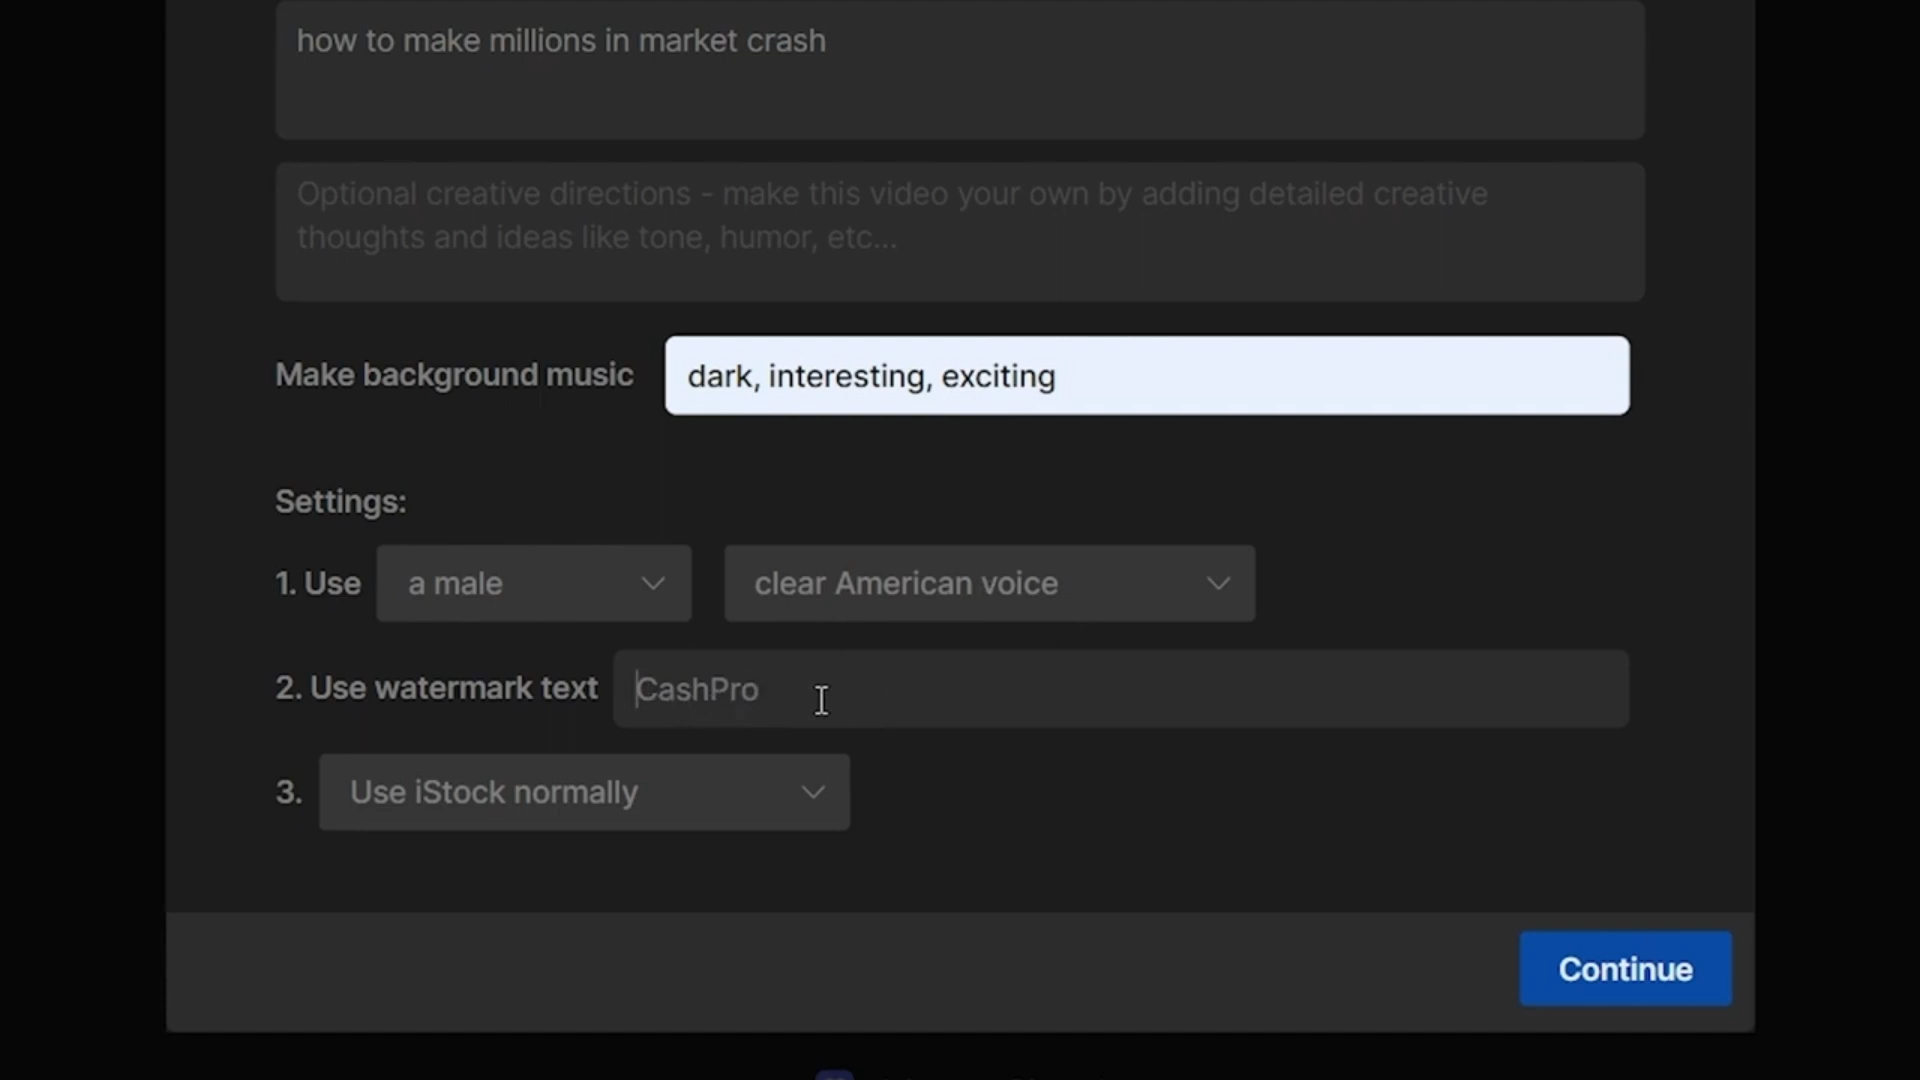 how to make millions in market crash
Optional creative directions - make this video your own by adding detailed creative
thoughts and ideas like tone, humor, etc...
Make background music dark, interesting, exciting
Settings:
1. Use a male clear American voice
2. Use watermark text CashPro
3. Use iStock normally
Continue